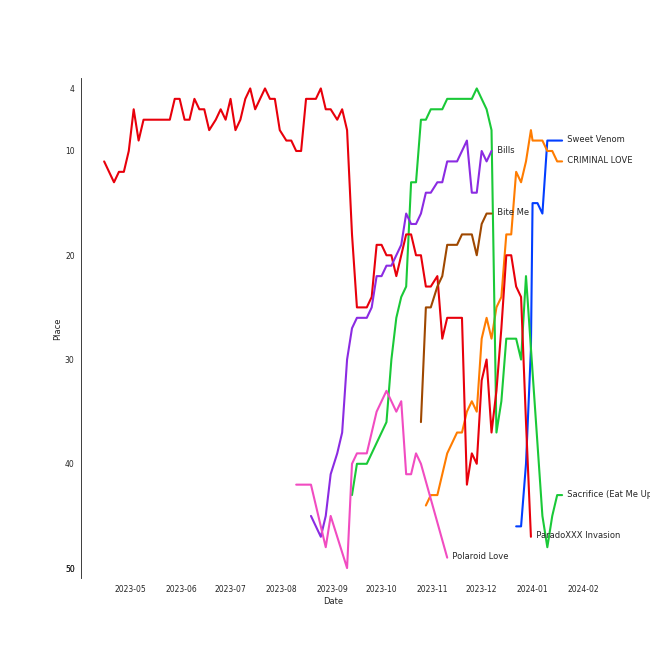 4
10
20
30
40
50
Place
Sweet Venom
CRIMINAL LOVE
Bills
Bite Me
Sacrifice (Eat Me Up
ParadoXXX Invasion
Polaroid Love
2023-05 2023-06 2023-07 2023-08 2023-09 2023-10 2023-11 2023-12 2024-01 2024-02
Date